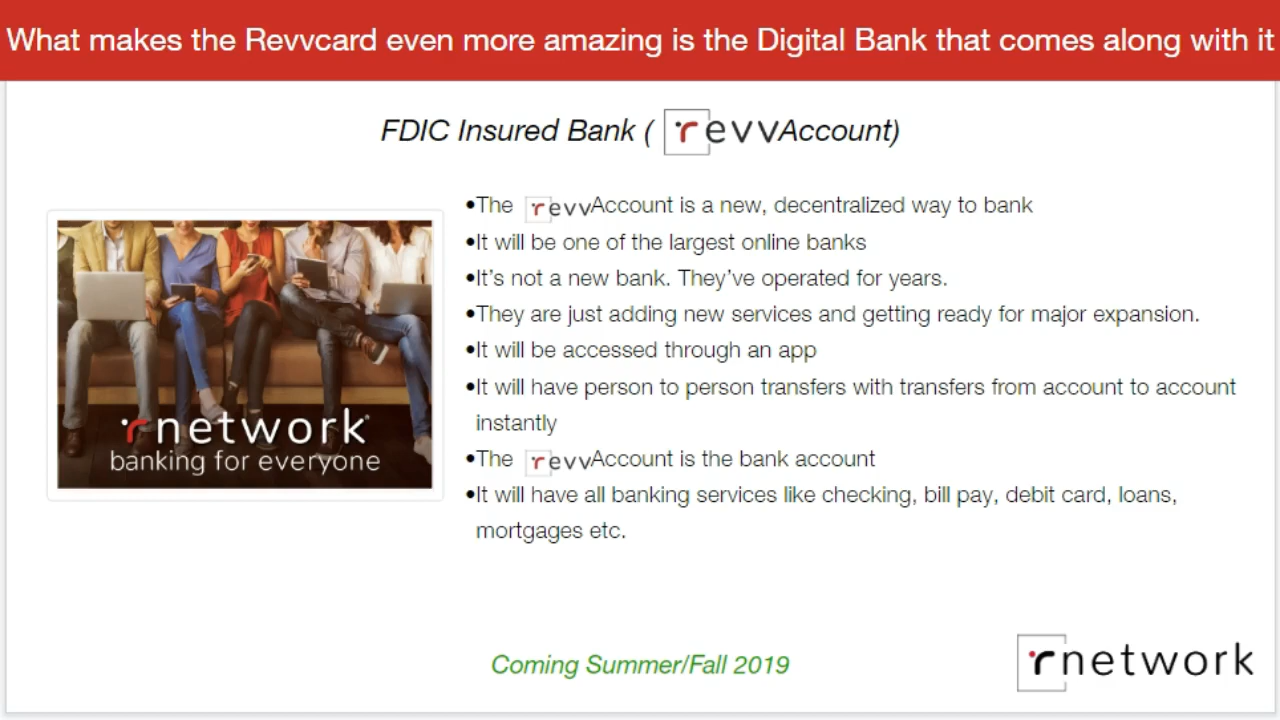 What makes the Revvcard even more amazing is the Digital Bank that comes along with it
FDIC Insured Bank ( revvAccount)
•The revvAccount is a new, decentralized way to bank
•It will be one of the largest online banks
•It's not a new bank. They've operated for years.
•They are just adding new services and getting ready for major expansion.
•It will be accessed through an app
•It will have person to person transfers with transfers from account to account
instantly
•The revvAccount is the bank account
•It will have all banking services like checking, bill pay, debit card, loans,
mortgages etc.
rnetwork®
banking for everyone
Coming Summer/Fall 2019
rnetwork